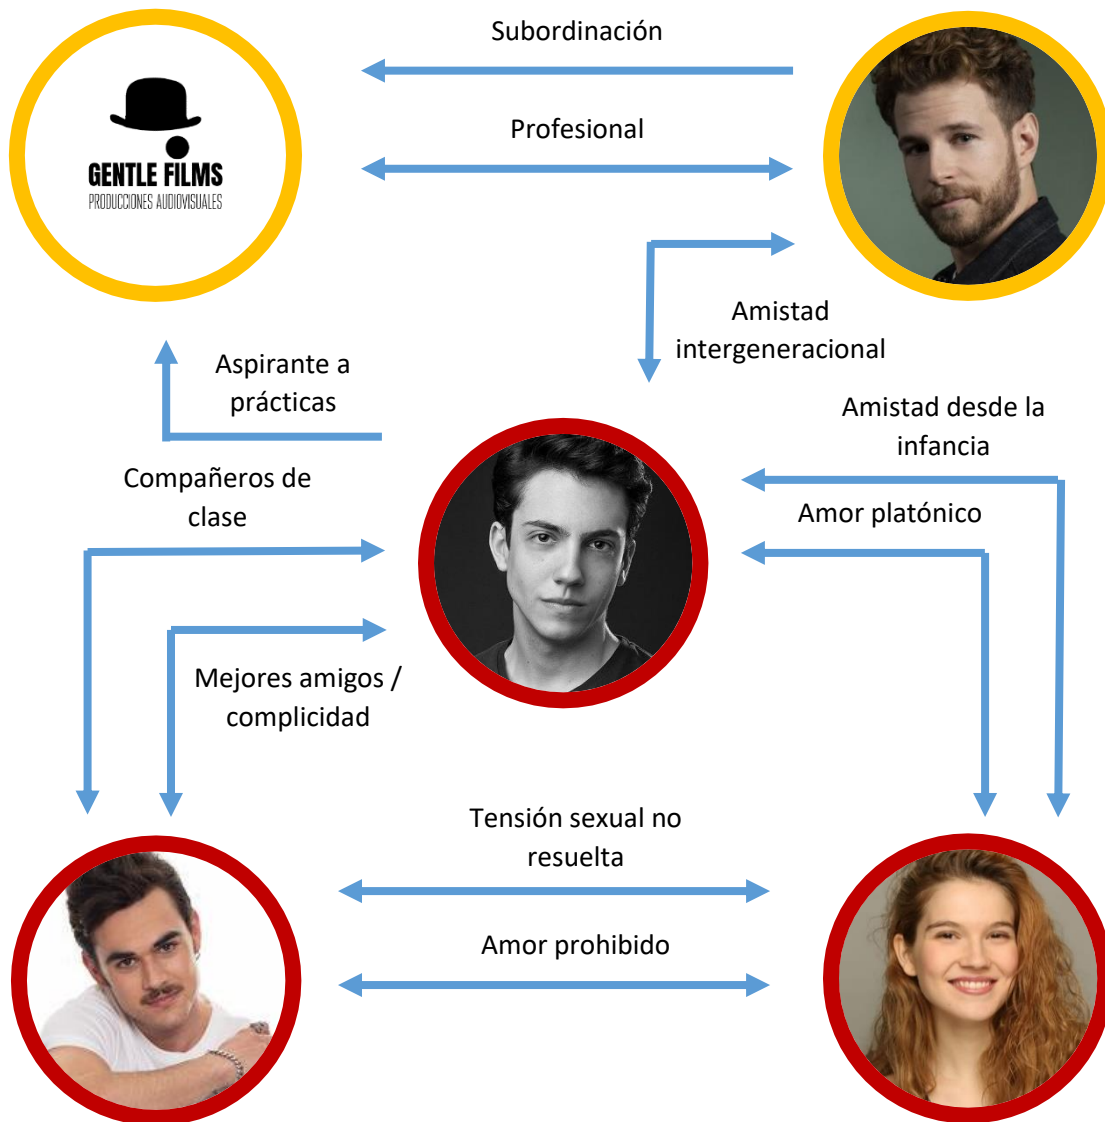 Subordinación
Profesional
GENTLE FILMS
PRODUCCIONES AUDIOVISUALES
Amistad
intergeneracional
Aspirante a
prácticas
Amistad desde la
infancia
Compañeros de
clase
Amor platónico
Mejores amigos /
complicidad
Tensión sexual no
resuelta
Amor prohibido